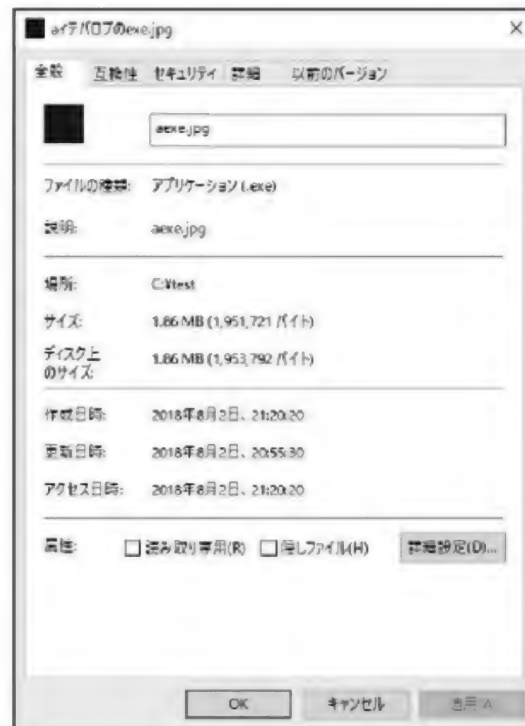 aィテパロプのexe.jpg
全般 互換性 セキュリティ 詳細 以前のバージョン
aexe.jpg
ファイルの種類: アプリケーション (.exe)
説明: aexe.jpg
場所: C:¥test
サイズ: 1.86 MB (1,951,721 バイト)
ディスク上
のサイズ: 1.86 MB (1,953,792 バイト)
作成日時: 2018年8月2日、21:20:20
更新日時: 2018年8月2日、20:55:30
アクセス日時: 2018年8月2日、21:20:20
属性: 読み取り専用(R) 隠しファイル(H) 詳細設定(D)...
OK キャンセル 適用(A)